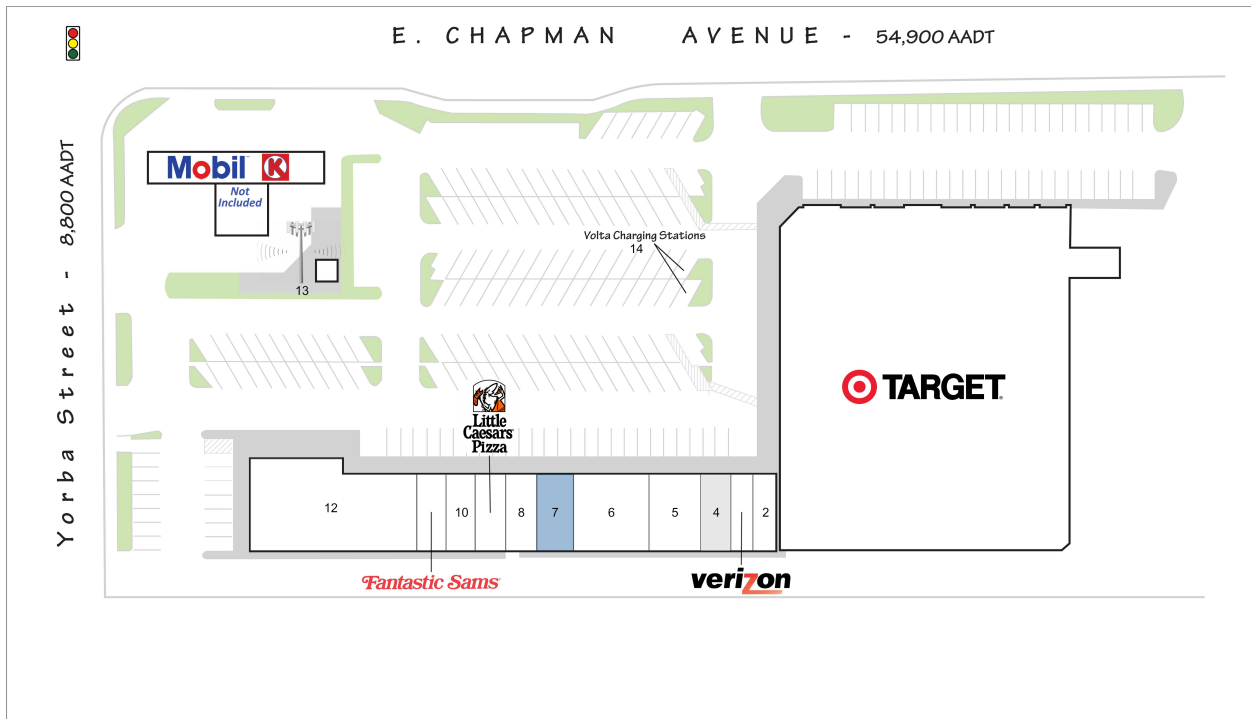 E. CHAPMAN AVENUE - 54,900 AADT
Yorba Street - 8,800 AADT
Mobil K
Not
Included
Volta Charging Stations
14
13
TARGET
Little
Caesars
Pizza
12
10
8
7
6
5
4
2
Fantastic Sams
verizon